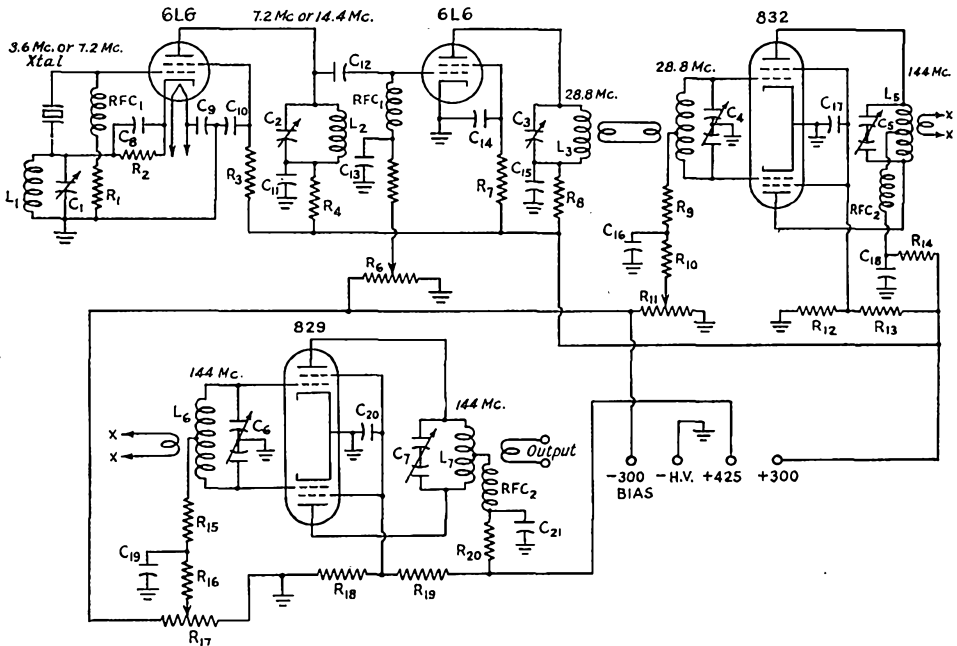 6L6
7.2 Mc. or 14.4 Mc.
6L6
832
3.6 Mc. or 7.2 Mc.
Xtal
RFC1
C8
C9
C10
R2
L1
C1
R1
R3
C12
RFC1
C2
L2
C11
C13
R4
C14
R7
28.8 Mc.
C3
L3
C15
R8
28.8 Mc.
C4
C17
144 Mc.
L5
C5
X
X
RFC2
R9
C16
R10
R14
C18
R6
R11
R12
R13
829
144 Mc.
L6
C6
C20
144 Mc.
C7
L7
Output
X
X
RFC2
C21
R15
C19
R16
R20
R17
R18
R19
−300
BIAS
−H.V.
+425
+300